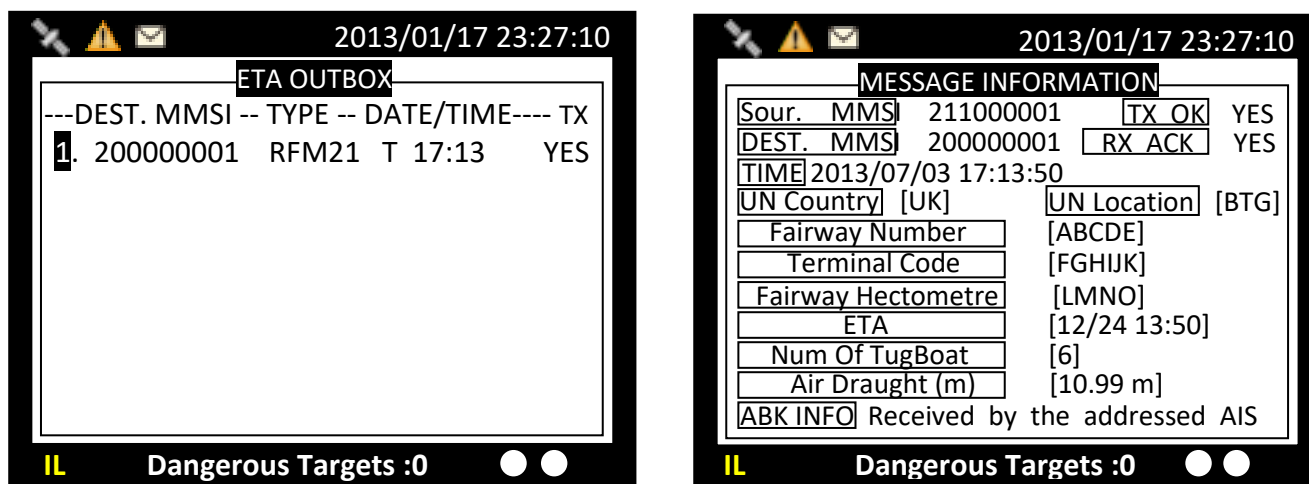 2013/01/17 23:27:10
ETA OUTBOX
---DEST. MMSI -- TYPE -- DATE/TIME---- TX
1. 200000001 RFM21 T 17:13 YES
IL Dangerous Targets :0
2013/01/17 23:27:10
MESSAGE INFORMATION
Sour. MMSI 211000001 TX OK YES
DEST. MMSI 200000001 RX ACK YES
TIME 2013/07/03 17:13:50
UN Country [UK] UN Location [BTG]
Fairway Number [ABCDE]
Terminal Code [FGHIJK]
Fairway Hectometre [LMNO]
ETA [12/24 13:50]
Num Of TugBoat [6]
Air Draught (m) [10.99 m]
ABK INFO Received by the addressed AIS
IL Dangerous Targets :0